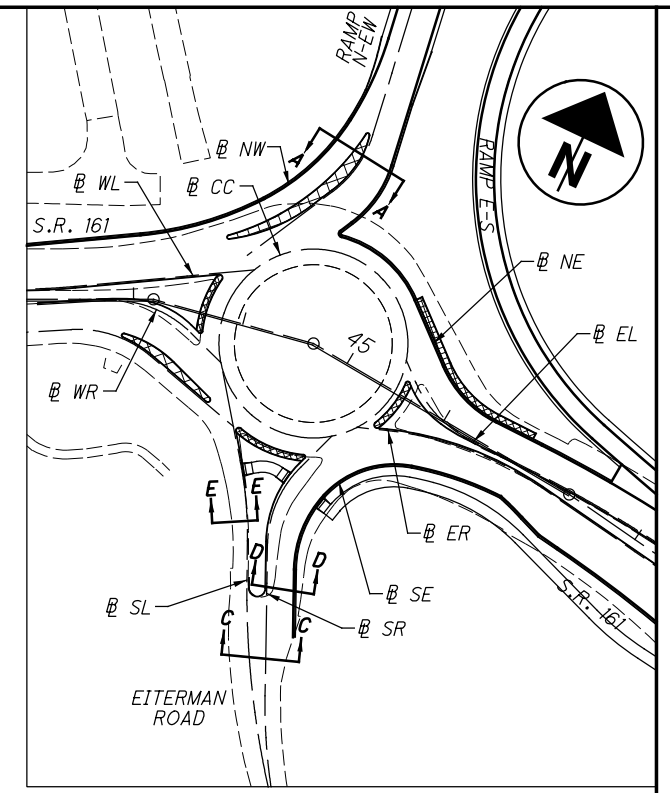 RAMP
N-EW
℄ NW
A
℄ WL
℄ CC
A
RAMP E-S
N
S.R. 161
℄ NE
℄ EL
45
℄ WR
E E
℄ ER
D D
℄ SE
℄ SL
℄ SR
C C
S.R. 161
EITERMAN
ROAD